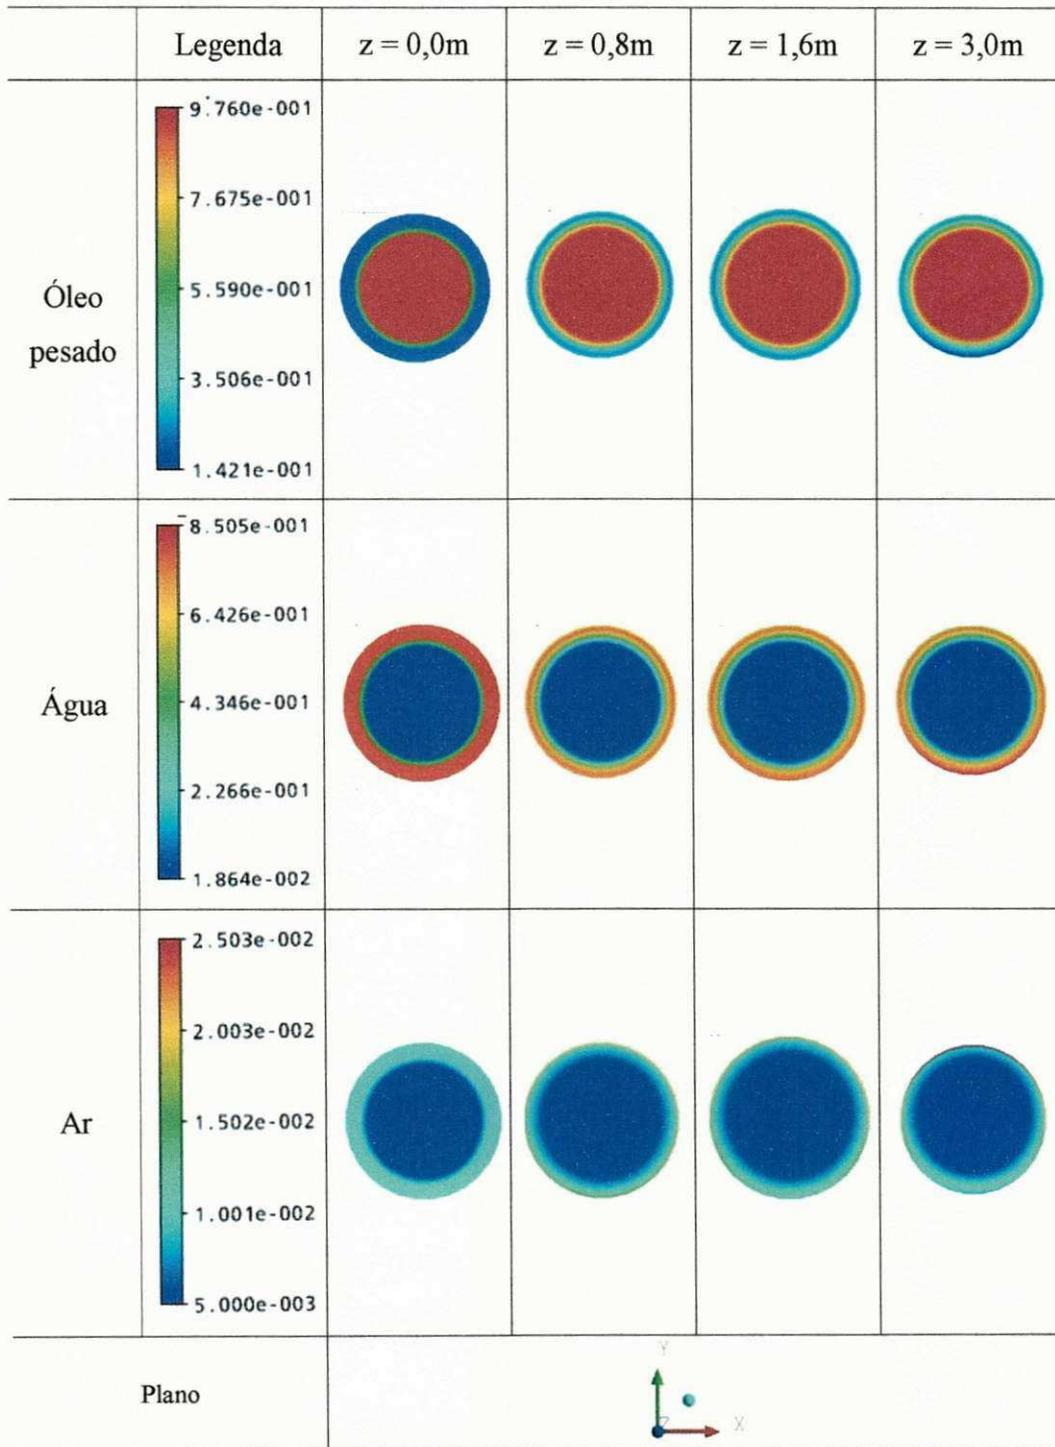 Legenda z = 0,0m z = 0,8m z = 1,6m z = 3,0m
Óleo
pesado
9.760e-001
7.675e-001
5.590e-001
3.506e-001
1.421e-001
Água
8.505e-001
6.426e-001
4.346e-001
2.266e-001
1.864e-002
Ar
2.503e-002
2.003e-002
1.502e-002
1.001e-002
5.000e-003
Plano
Y
Z
X